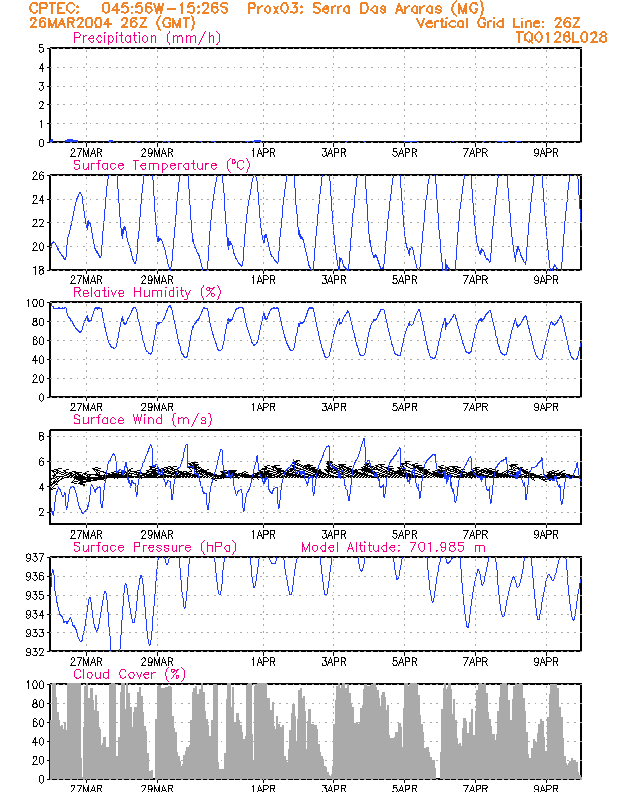 CPTEC: 045:56W-15:26S Prox03: Serra Das Araras (MG)
26MAR2004 26Z (GMT) Vertical Grid Line: 26Z
Precipitation (mm/h) TQ0126L028
5
4
3
2
1
0
27MAR 29MAR 1APR 3APR 5APR 7APR 9APR
Surface Temperature (°C)
26
24
22
20
18
27MAR 29MAR 1APR 3APR 5APR 7APR 9APR
Relative Humidity (%)
100
80
60
40
20
0
27MAR 29MAR 1APR 3APR 5APR 7APR 9APR
Surface Wind (m/s)
8
6
4
2
27MAR 29MAR 1APR 3APR 5APR 7APR 9APR
Surface Pressure (hPa) Model Altitude: 701.985 m
937
936
935
934
933
932
27MAR 29MAR 1APR 3APR 5APR 7APR 9APR
Cloud Cover (%)
100
80
60
40
20
0
27MAR 29MAR 1APR 3APR 5APR 7APR 9APR